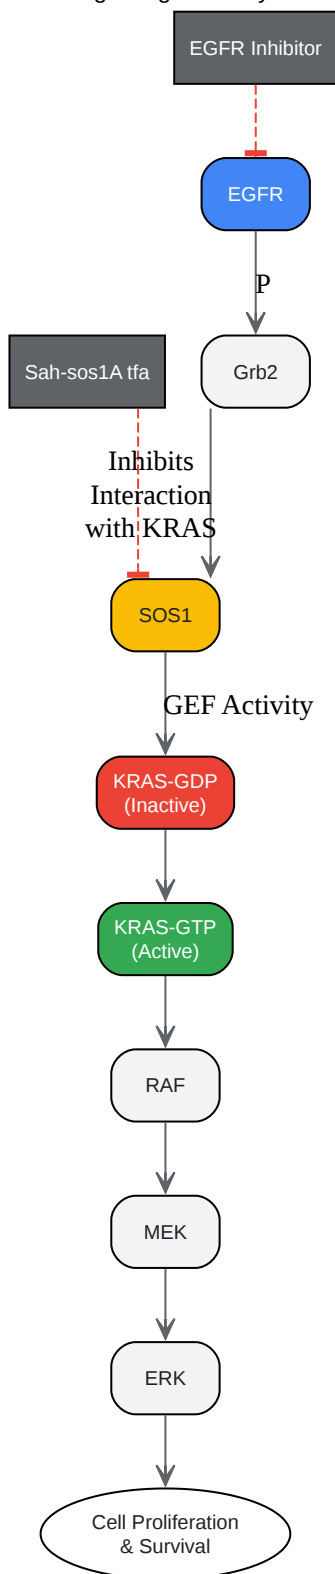 EGFR Inhibitor
EGFR
P
Sah-sos1A tfa
Grb2
Inhibits
Interaction
with KRAS
SOS1
GEF Activity
KRAS-GDP
(Inactive)
KRAS-GTP
(Active)
RAF
MEK
ERK
Cell Proliferation
& Survival